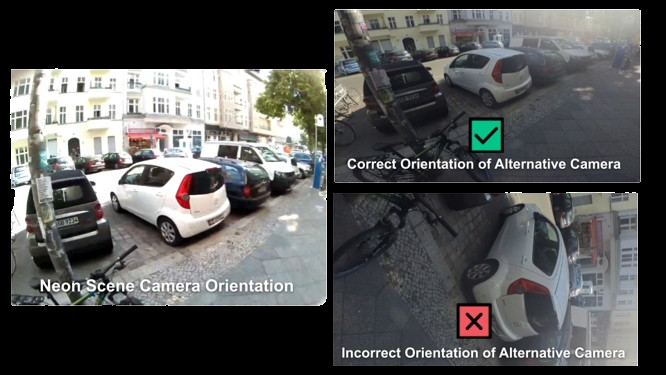 Neon Scene Camera Orientation
Correct Orientation of Alternative Camera
Incorrect Orientation of Alternative Camera